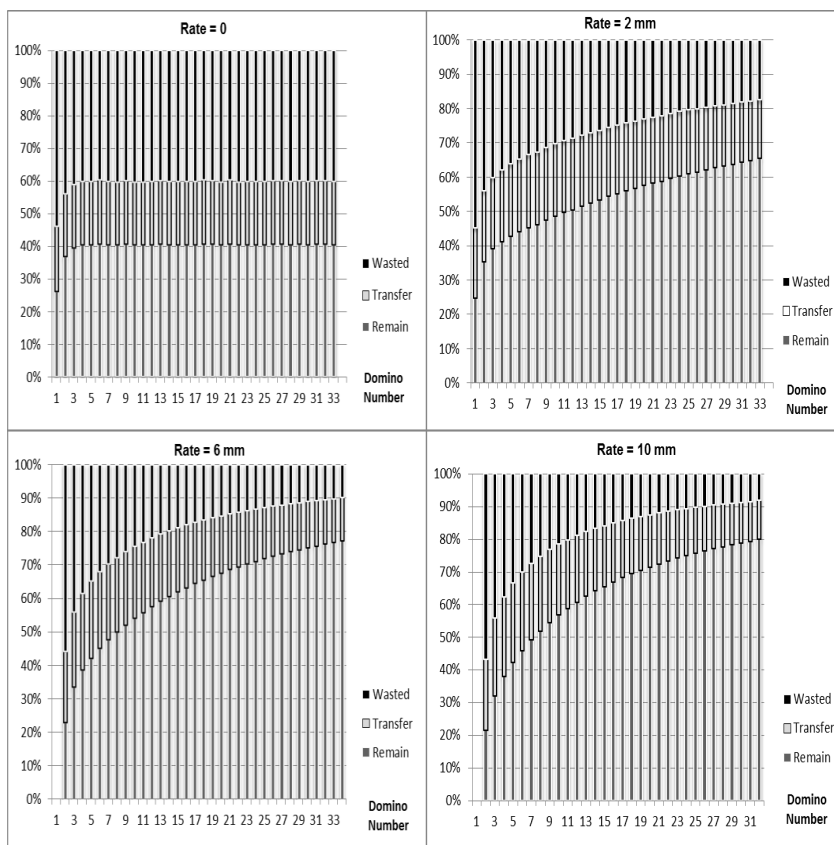 Rate = 0
100%
90%
80%
70%
60%
50%
40%
30%
20%
10%
0%
Wasted
Transfer
Remain
1 3 5 7 9 11 13 15 17 19 21 23 25 27 29 31 33
Domino
Number
Rate = 2 mm
100%
90%
80%
70%
60%
50%
40%
30%
20%
10%
0%
Wasted
Transfer
Remain
1 3 5 7 9 11 13 15 17 19 21 23 25 27 29 31 33
Domino
Number
Rate = 6 mm
100%
90%
80%
70%
60%
50%
40%
30%
20%
10%
0%
Wasted
Transfer
Remain
1 3 5 7 9 11 13 15 17 19 21 23 25 27 29 31 33
Domino
Number
Rate = 10 mm
100%
90%
80%
70%
60%
50%
40%
30%
20%
10%
0%
Wasted
Transfer
Remain
1 3 5 7 9 11 13 15 17 19 21 23 25 27 29 31
Domino
Number